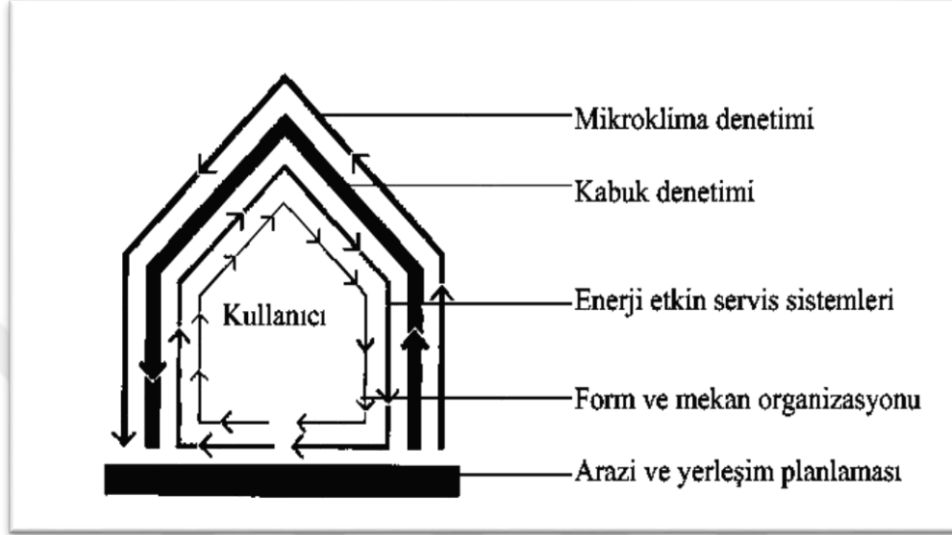 Mikroklima denetimi
Kabuk denetimi
Enerji etkin servis sistemleri
Kullanıcı
Form ve mekan organizasyonu
Arazi ve yerleşim planlaması